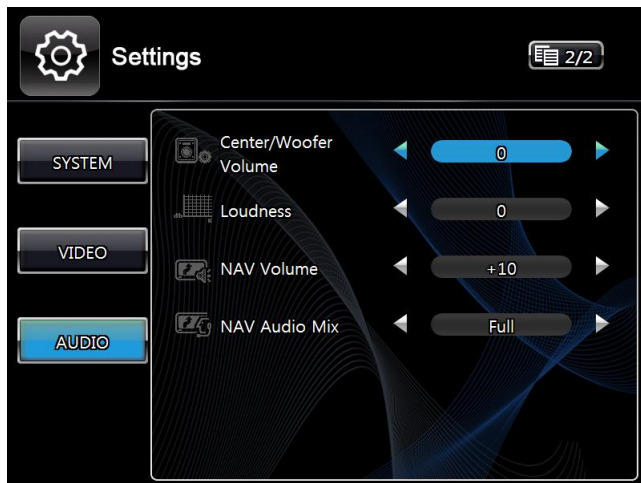 Settings
2/2
SYSTEM
VIDEO
AUDIO
Center/Woofer
Volume
0
Loudness
0
NAV Volume
+10
NAV Audio Mix
Full